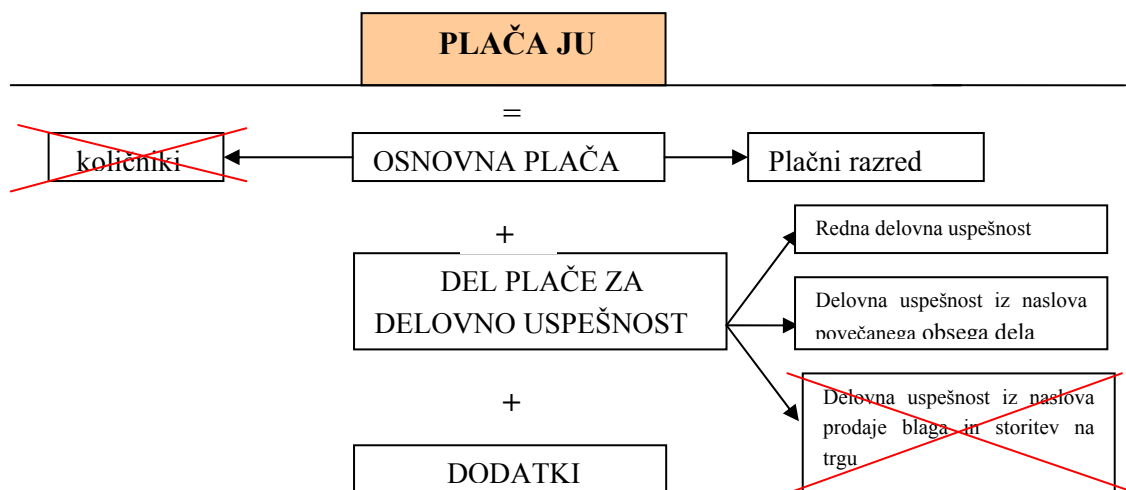 PLAČA JU
=
količniki
OSNOVNA PLAČA
Plačni razred
+
DEL PLAČE ZA
DELOVNO USPEŠNOST
Redna delovna uspešnost
Delovna uspešnost iz naslova
povečanega obsega dela
Delovna uspešnost iz naslova
prodaje blaga in storitev na
trgu
+
DODATKI